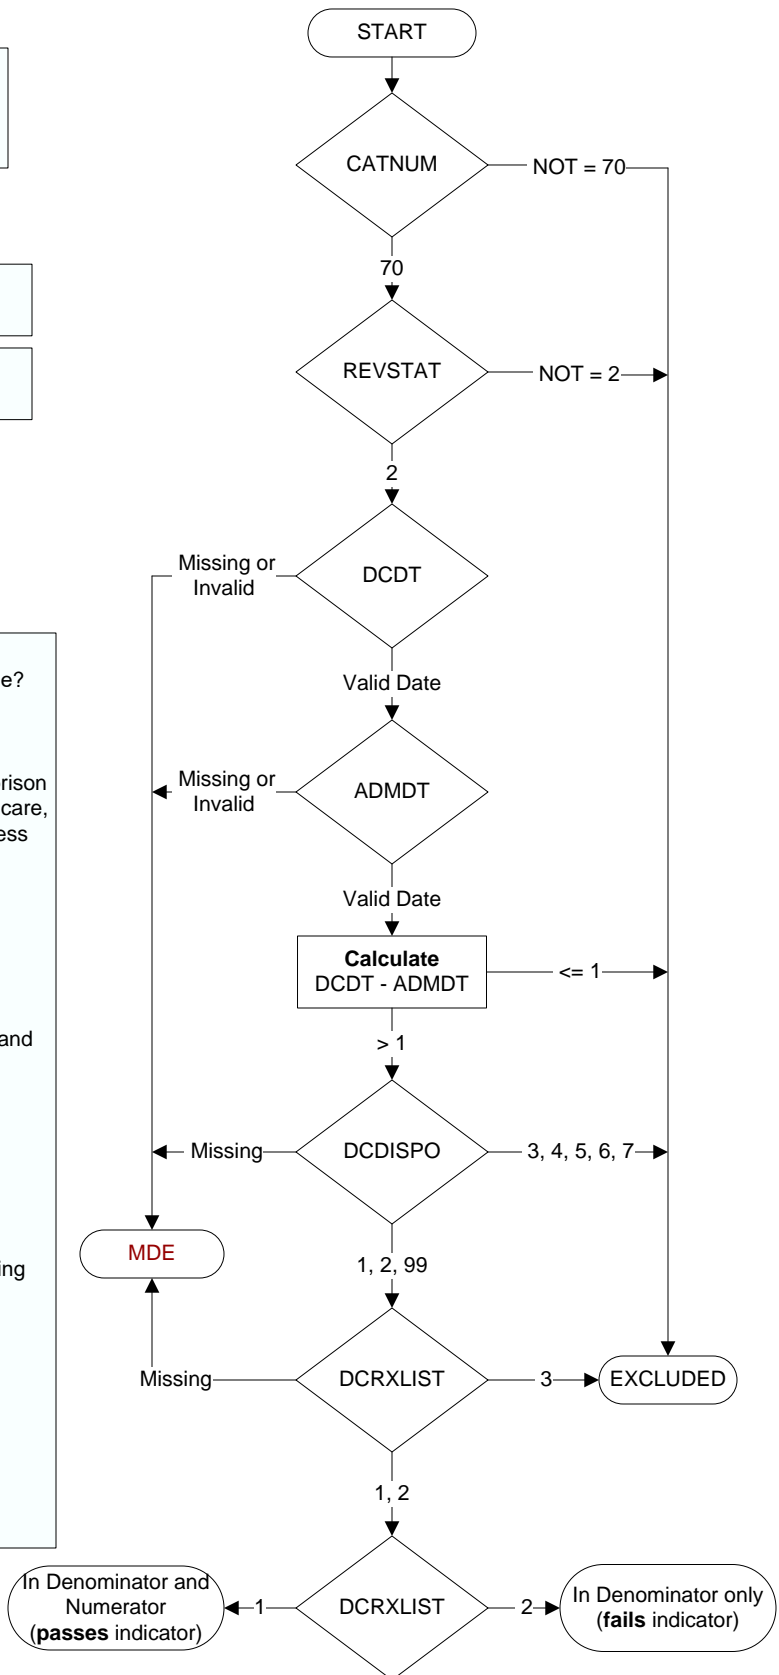 START
CATNUM
NOT = 70
70
REVSTAT
NOT = 2
2
Missing or
Invalid
DCDT
Valid Date
e?
Missing or
Invalid
ADMDT
rison
care,
ess
Valid Date
Calculate
DCDT - ADMDT
<= 1
and
> 1
Missing
DCDISPO
3, 4, 5, 6, 7
MDE
1, 2, 99
ing
Missing
DCRXLIST
3
EXCLUDED
1, 2
In Denominator and
Numerator
(passes indicator)
1
DCRXLIST
2
In Denominator only
(fails indicator)